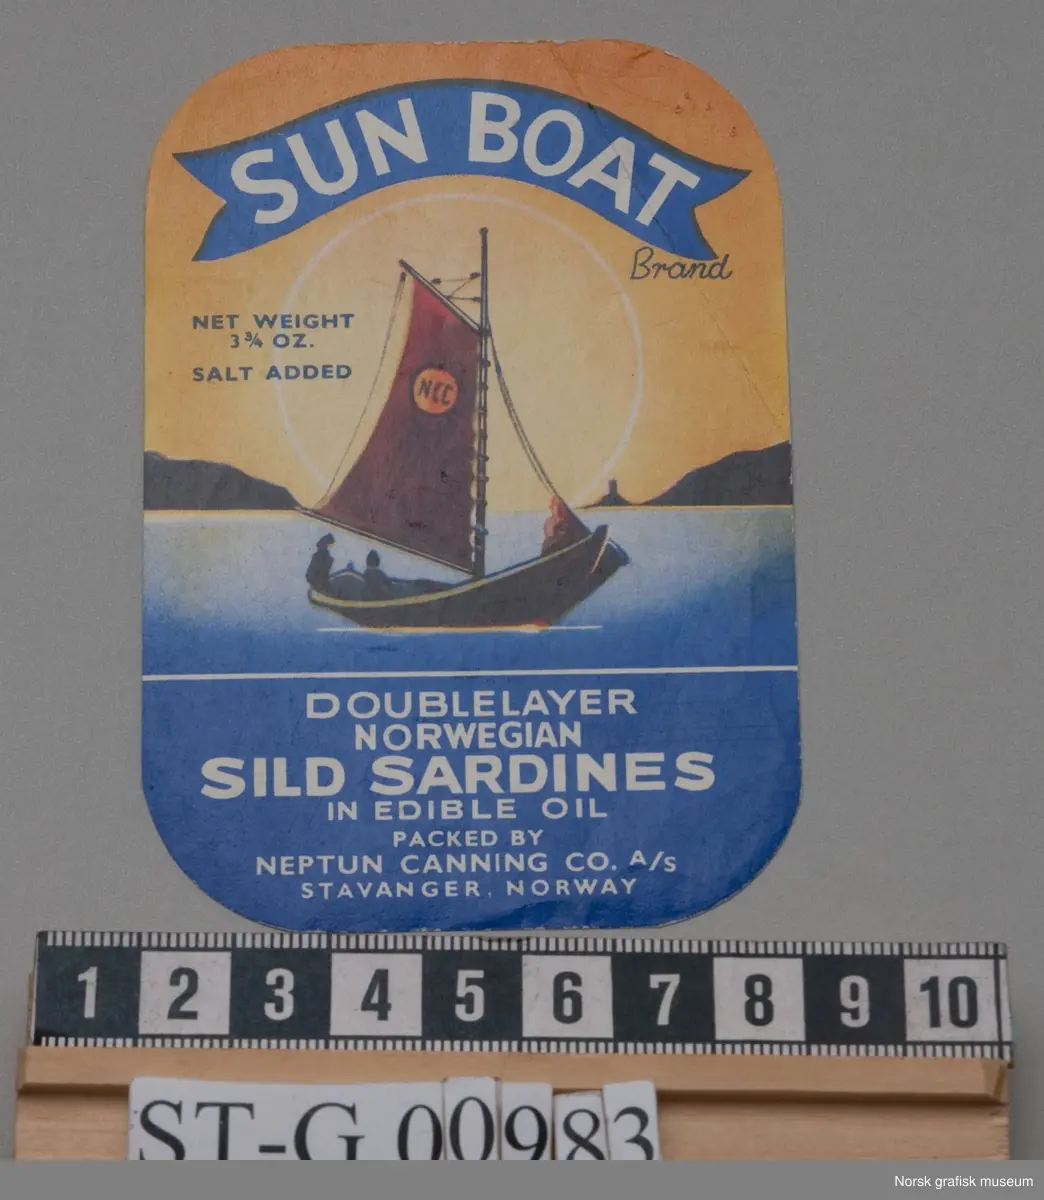 SUN BOAT
Brand
NET WEIGHT
3 ¾ OZ.
SALT ADDED
NCC
DOUBLELAYER
NORWEGIAN
SILD SARDINES
IN EDIBLE OIL
PACKED BY
NEPTUN CANNING CO. A/S
STAVANGER, NORWAY
1 2 3 4 5 6 7 8 9 10
ST-G 00983
Norsk grafisk museum